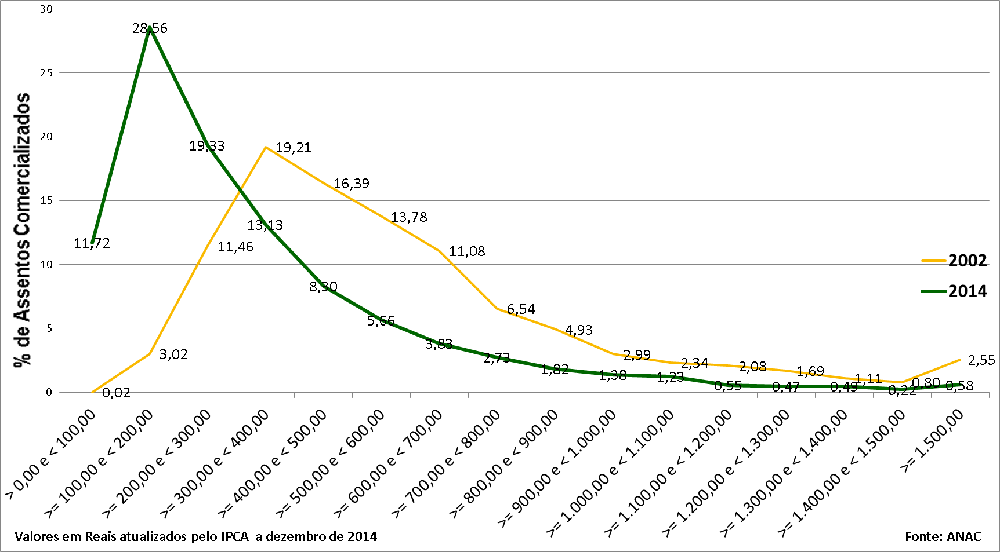 % de Assentos Comercializados
30
25
20
15
10
5
0
28,56
19,33
19,21
16,39
13,13
13,78
11,72
11,46
11,08
8,30
6,54
5,66
4,93
3,83
3,02
2,73
2,99
1,82
2,34
1,38
2,08
1,23
1,69
1,11
0,80
2,55
0,02
0,55
0,47
0,49
0,22
0,58
2002
2014
> 0,00 e < 100,00
>= 100,00 e < 200,00
>= 200,00 e < 300,00
>= 300,00 e < 400,00
>= 400,00 e < 500,00
>= 500,00 e < 600,00
>= 600,00 e < 700,00
>= 700,00 e < 800,00
>= 800,00 e < 900,00
>= 900,00 e < 1.000,00
>= 1.000,00 e < 1.100,00
>= 1.100,00 e < 1.200,00
>= 1.200,00 e < 1.300,00
>= 1.300,00 e < 1.400,00
>= 1.400,00 e < 1.500,00
>= 1.500,00
Valores em Reais atualizados pelo IPCA a dezembro de 2014
Fonte: ANAC